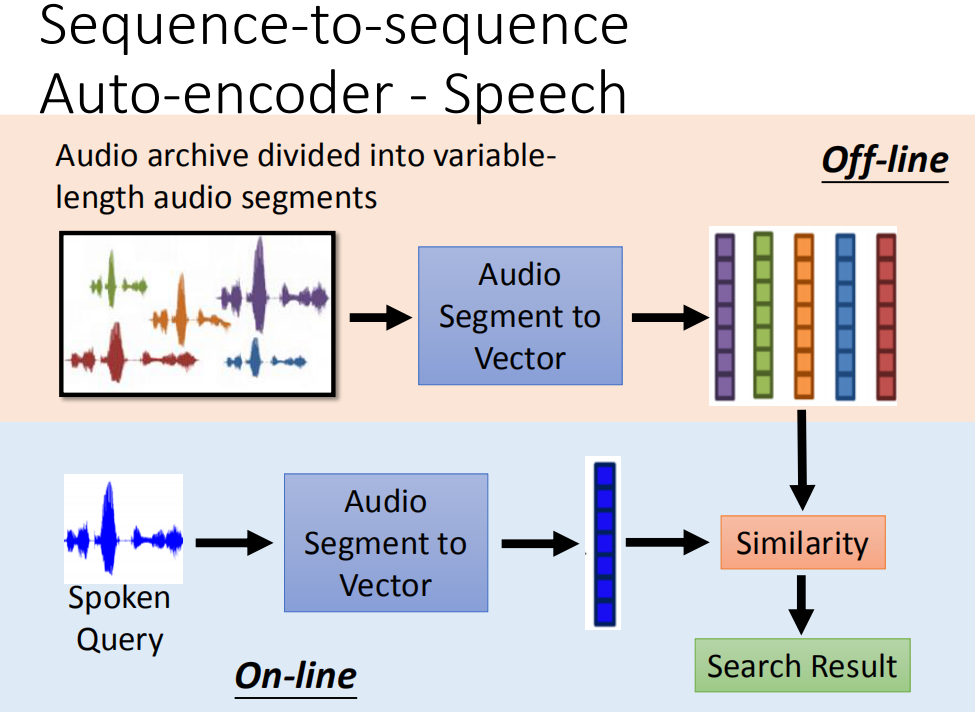 Sequence-to-sequence
Auto-encoder - Speech
Audio archive divided into variable-
length audio segments
Off-line
Audio
Segment to
Vector
Spoken
Query
Audio
Segment to
Vector
Similarity
Search Result
On-line